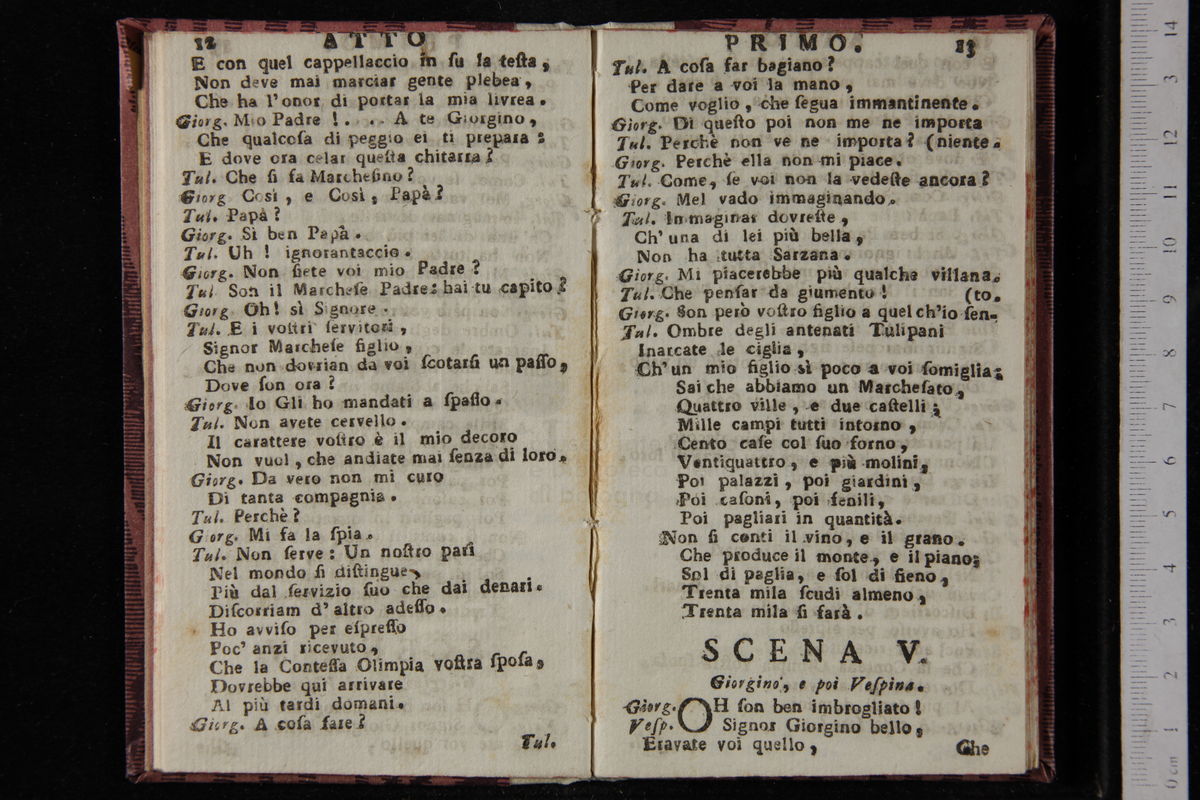 12 ATTO
E con quel cappellaccio in ſu la teſta,
Non deve mai marciar gente plebea,
Che ha l'onor di portar la mia livrea.
Giorg. Mio Padre !. .. A te Giorgino,
Che qualcoſa di peggio ei ti prepara:
E dove ora celar queſta chitarra?
Tul. Che ſi fa Marcheſino?
Giorg Così, e Così, Papà?
Tul. Papà?
Giorg. Sì ben Papà.
Tul. Uh! ignorantaccio.
Giorg. Non ſiete voi mio Padre?
Tul Son il Marcheſe Padre: hai tu capito?
Giorg Oh! sì Signore.
Tul. E i voſtri ſervitori,
Signor Marcheſe figlio,
Che non dovrian da voi ſcotarſi un paſſo,
Dove ſon ora?
Giorg. Io Gli ho mandati a ſpaſſo.
Tul. Non avete cervello.
Il carattere voſtro è il mio decoro
Non vuol, che andiate mai ſenza di loro.
Giorg. Da vero non mi curo
Di tanta compagnia.
Tul. Perchè?
Giorg. Mi fa la ſpia.
Tul. Non ſerve: Un noſtro pari
Nel mondo ſi diſtingue,
Più dal ſervizio ſuo che dai denari.
Diſcorriam d'altro adeſſo.
Ho avviſo per eſpreſſo
Poc' anzi ricevuto,
Che la Conteſſa Olimpia voſtra ſpoſa,
Dovrebbe qui arrivare
Al più tardi domani.
Giorg. A coſa fare?
Tul.
PRIMO. 13
Tul. A coſa far bagiano?
Per dare a voi la mano,
Come voglio, che ſegua immantinente.
Giorg. Di queſto poi non me ne importa
Tul. Perchè non ve ne importa? (niente.
Giorg. Perchè ella non mi piace.
Tul. Come, ſe voi non la vedeſte ancora?
Giorg. Mel vado immaginando.
Tul. Immaginar dovreſte,
Ch' una di lei più bella,
Non ha tutta Sarzana.
Giorg. Mi piacerebbe più qualche villana.
Tul. Che penſar da giumento! (to.
Giorg. Son però voſtro figlio a quel ch'io ſen-
Tul. Ombre degli antenati Tulipani
Inarcate le ciglia,
Ch' un mio figlio sì poco a voi ſomiglia;
Sai che abbiamo un Marcheſato,
Quattro ville, e due caſtelli;
Mille campi tutti intorno,
Cento caſe col ſuo forno,
Ventiquattro, e più molini,
Poi palazzi, poi giardini,
Poi caſoni, poi fenili,
Poi pagliari in quantità.
Non ſi conti il vino, e il grano.
Che produce il monte, e il piano;
Sol di paglia, e ſol di fieno,
Trenta mila ſcudi almeno,
Trenta mila ſi farà.
SCENA V.
Giorgino, e poi Veſpina.
Giorg. OH ſon ben imbrogliato!
Veſp. Signor Giorgino bello,
Eravate voi quello,
Che
14
3
12
11
10
9
8
7
6
5
4
3
2
1
0 cm